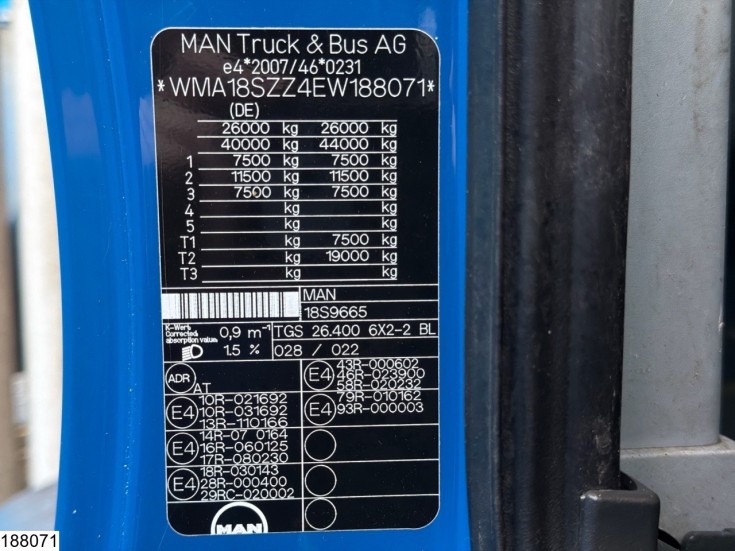 MAN Truck & Bus AG
e4*2007/46*0231
*WMA18SZZ4EW188071*
(DE)
26000 kg 26000 kg
40000 kg 44000 kg
1 7500 kg 7500 kg
2 11500 kg 11500 kg
3 7500 kg 7500 kg
4 kg kg
5 kg kg
T1 kg 7500 kg
T2 kg 19000 kg
T3 kg kg
MAN
18S9665
K-Wert, Corrected absorption value: 0,9 m⁻¹ TGS 26.400 6X2-2 BL
1.5 % 028 / 022
ADR AT
E4 43R-000602
46R-023900
58R-020232
E4 10R-021692
10R-031692
13R-110166
E4 79R-010162
93R-000003
E4 14R-07 0164
16R-060125
17R-080230
E4 18R-030143
28R-000400
29RC-020002
MAN
188071